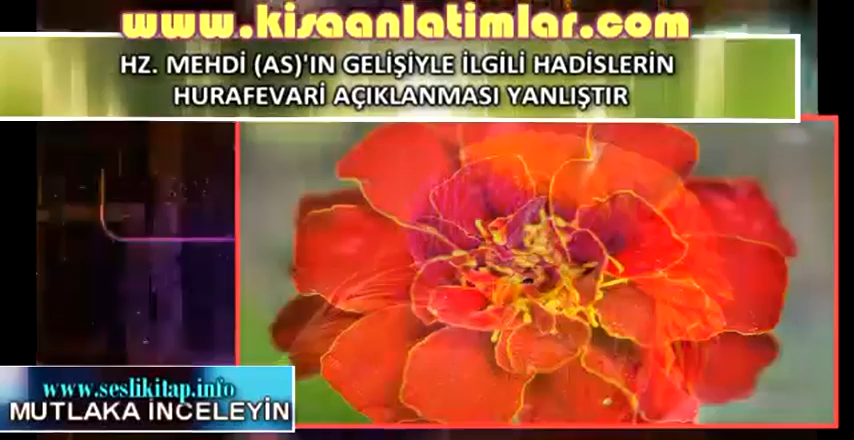 www.kisaanlatimlar.com
HZ. MEHDİ (AS)'IN GELİŞİYLE İLGİLİ HADİSLERİN
HURAFEVARİ AÇIKLANMASI YANLIŞTIR
www.seslikitap.info
MUTLAKA İNCELEYİN